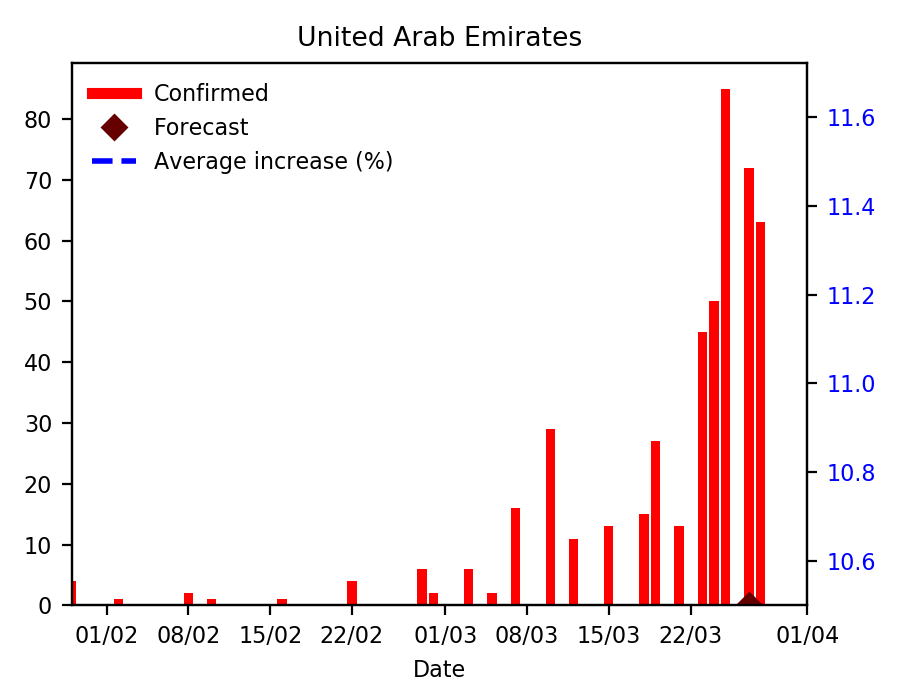 United Arab Emirates
Confirmed
Forecast
Average increase (%)
80
70
60
50
40
30
20
10
0
11.6
11.4
11.2
11.0
10.8
10.6
01/02 08/02 15/02 22/02 01/03 08/03 15/03 22/03 01/04
Date